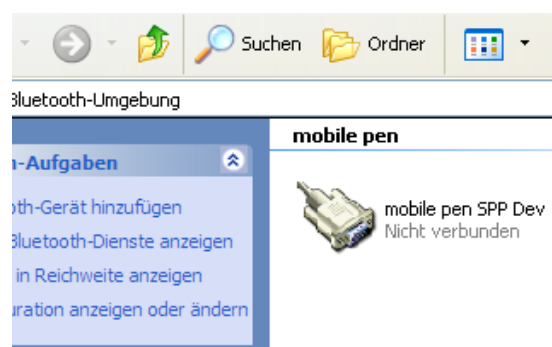 Suchen Ordner
Bluetooth-Umgebung
mobile pen
-Aufgaben
oth-Gerät hinzufügen
Bluetooth-Dienste anzeigen
in Reichweite anzeigen
uration anzeigen oder ändern
mobile pen SPP Dev
Nicht verbunden